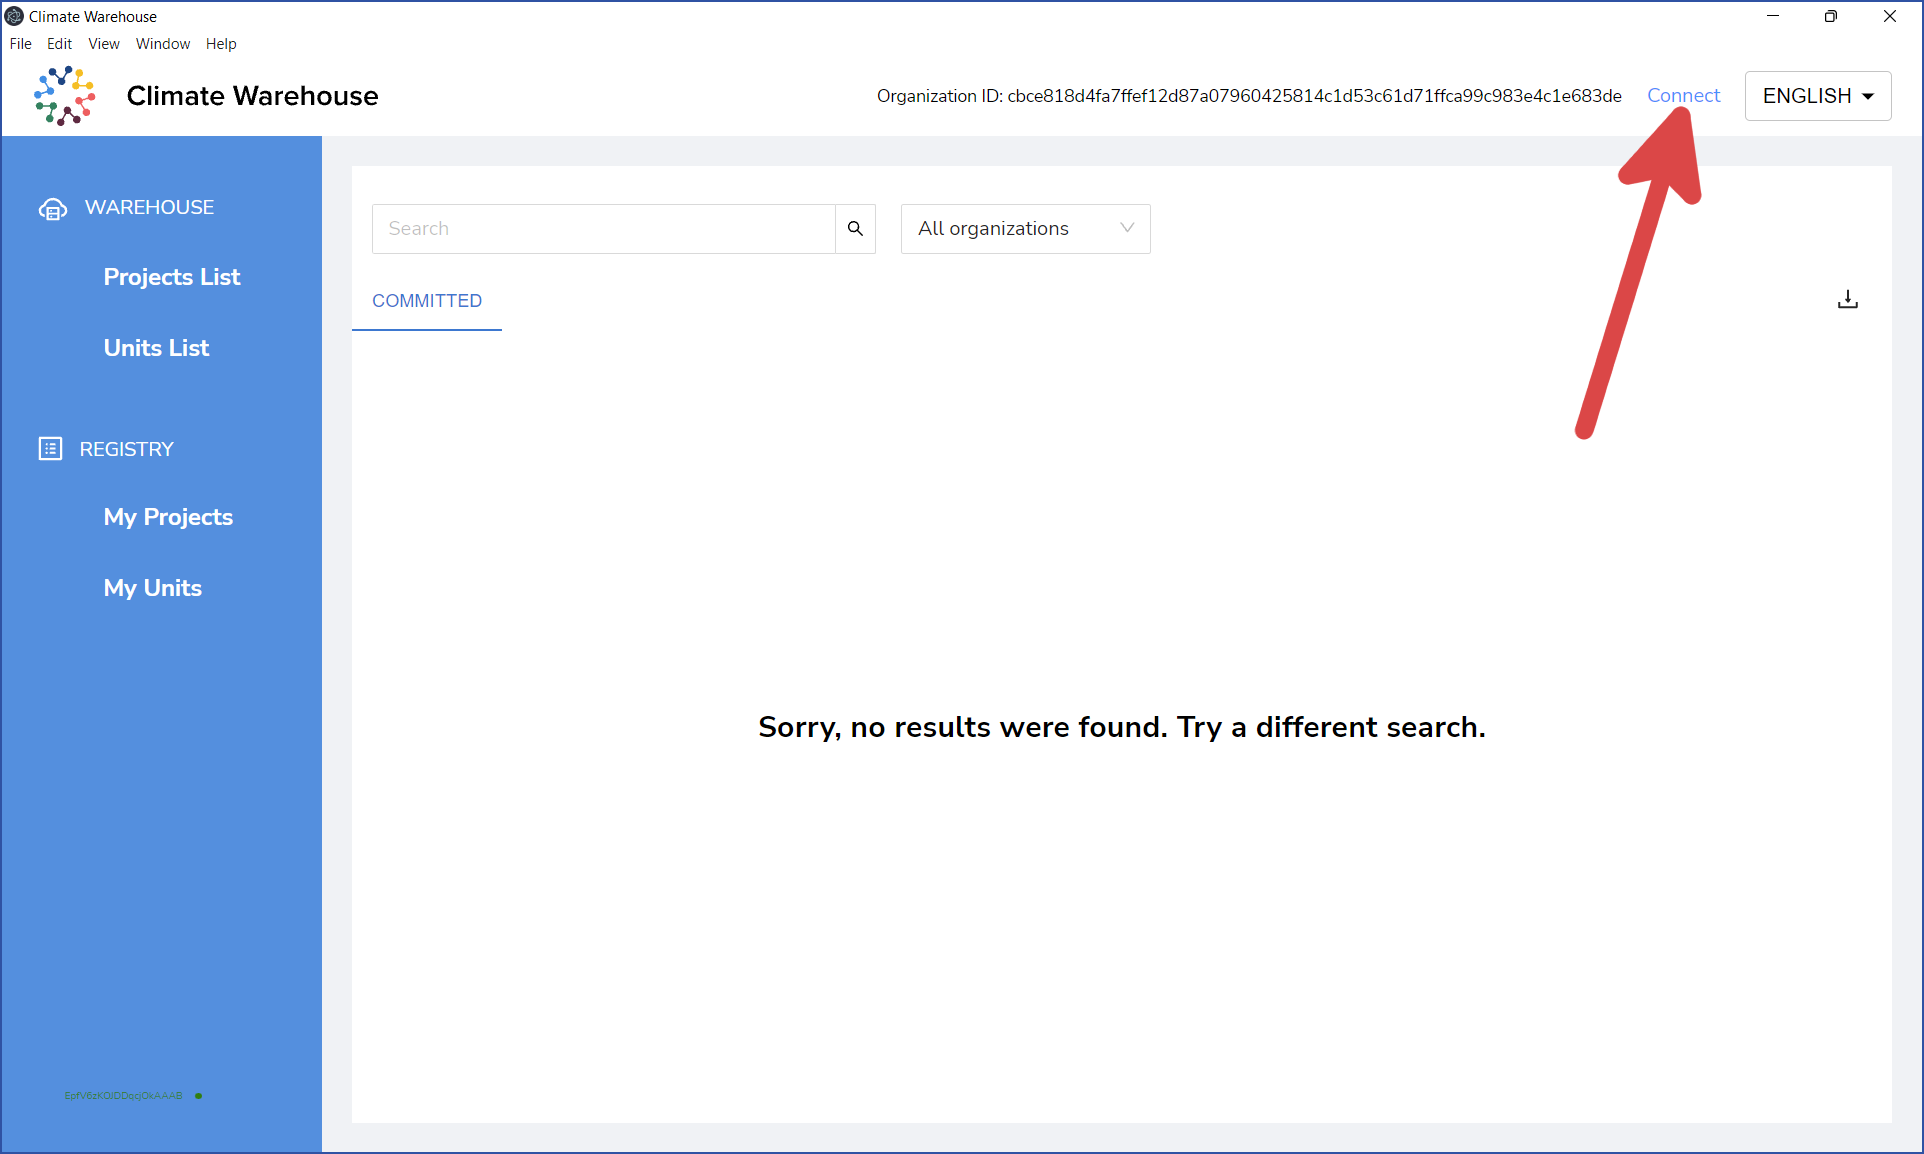 Climate Warehouse
File Edit View Window Help
Climate Warehouse
Organization ID: cbce818d4fa7ffef12d87a07960425814c1d53c61d71ffca99c983e4c1e683de Connect ENGLISH
WAREHOUSE
Projects List
Units List
REGISTRY
My Projects
My Units
Search
All organizations
COMMITTED
Sorry, no results were found. Try a different search.